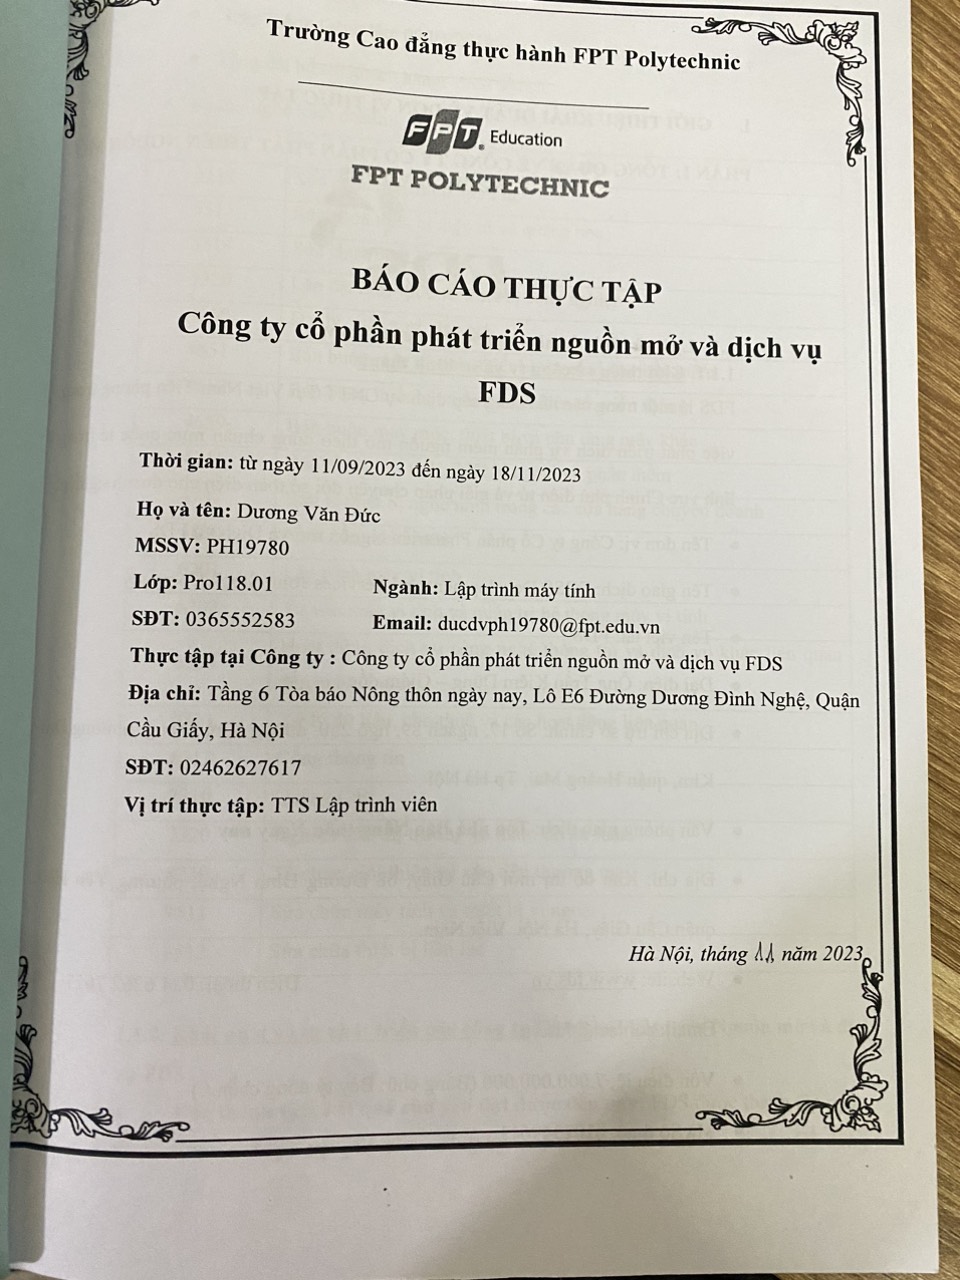 Trường Cao đẳng thực hành FPT Polytechnic
FPT Education
FPT POLYTECHNIC
BÁO CÁO THỰC TẬP
Công ty cổ phần phát triển nguồn mở và dịch vụ
FDS
Thời gian: từ ngày 11/09/2023 đến ngày 18/11/2023
Họ và tên: Dương Văn Đức
MSSV: PH19780
Lớp: Pro118.01 Ngành: Lập trình máy tính
SĐT: 0365552583 Email: ducdvph19780@fpt.edu.vn
Thực tập tại Công ty : Công ty cổ phần phát triển nguồn mở và dịch vụ FDS
Địa chỉ: Tầng 6 Tòa báo Nông thôn ngày nay, Lô E6 Đường Dương Đình Nghệ, Quận
Cầu Giấy, Hà Nội
SĐT: 02462627617
Vị trí thực tập: TTS Lập trình viên
Hà Nội, tháng 11 năm 2023